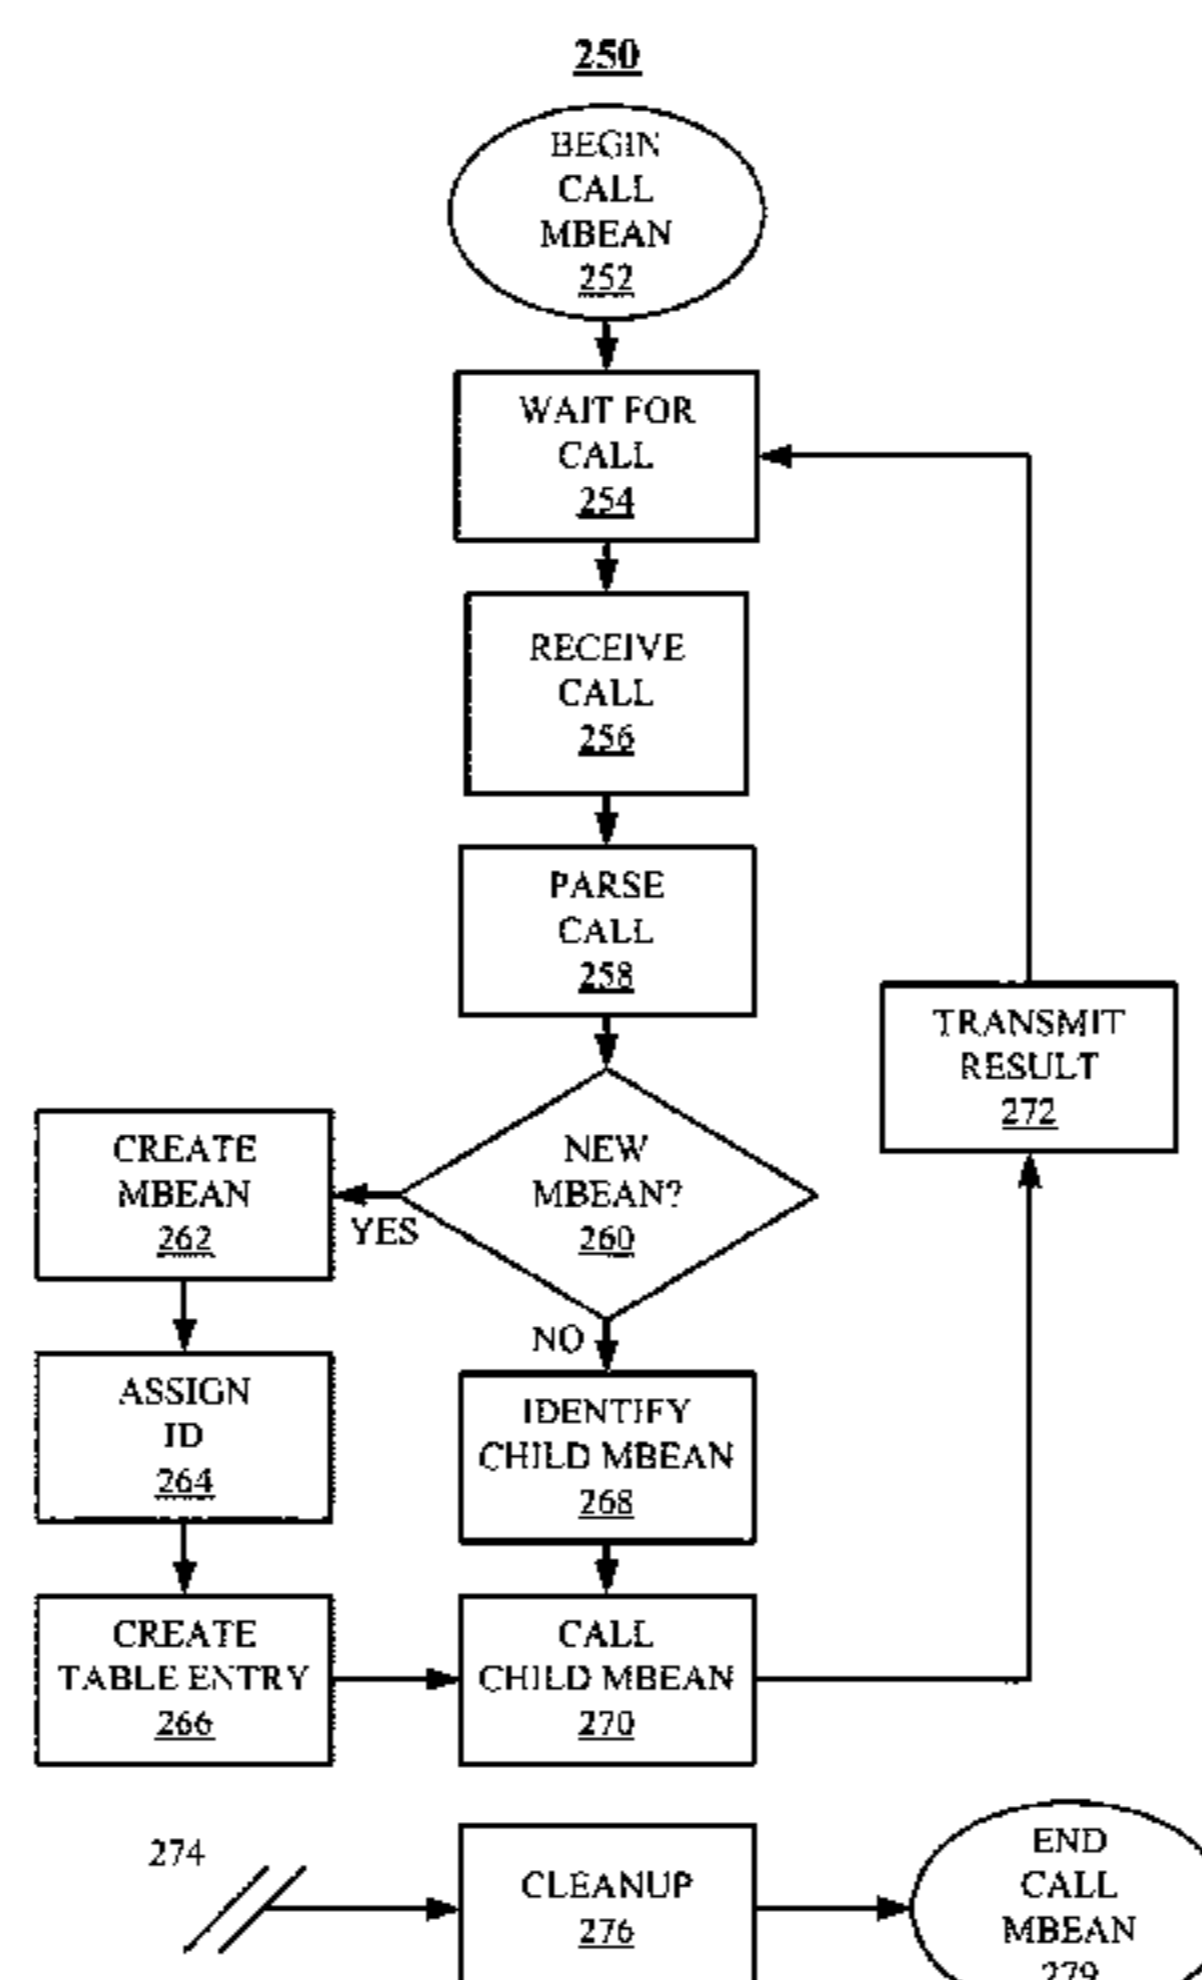 250
BEGIN
CALL
MBEAN
252
WAIT FOR
CALL
254
RECEIVE
CALL
256
PARSE
CALL
258
TRANSMIT
RESULT
272
NEW
MBEAN?
260
YES
NO
CREATE
MBEAN
262
ASSIGN
ID
264
IDENTIFY
CHILD MBEAN
268
CREATE
TABLE ENTRY
266
CALL
CHILD MBEAN
270
274
CLEANUP
276
END
CALL
MBEAN